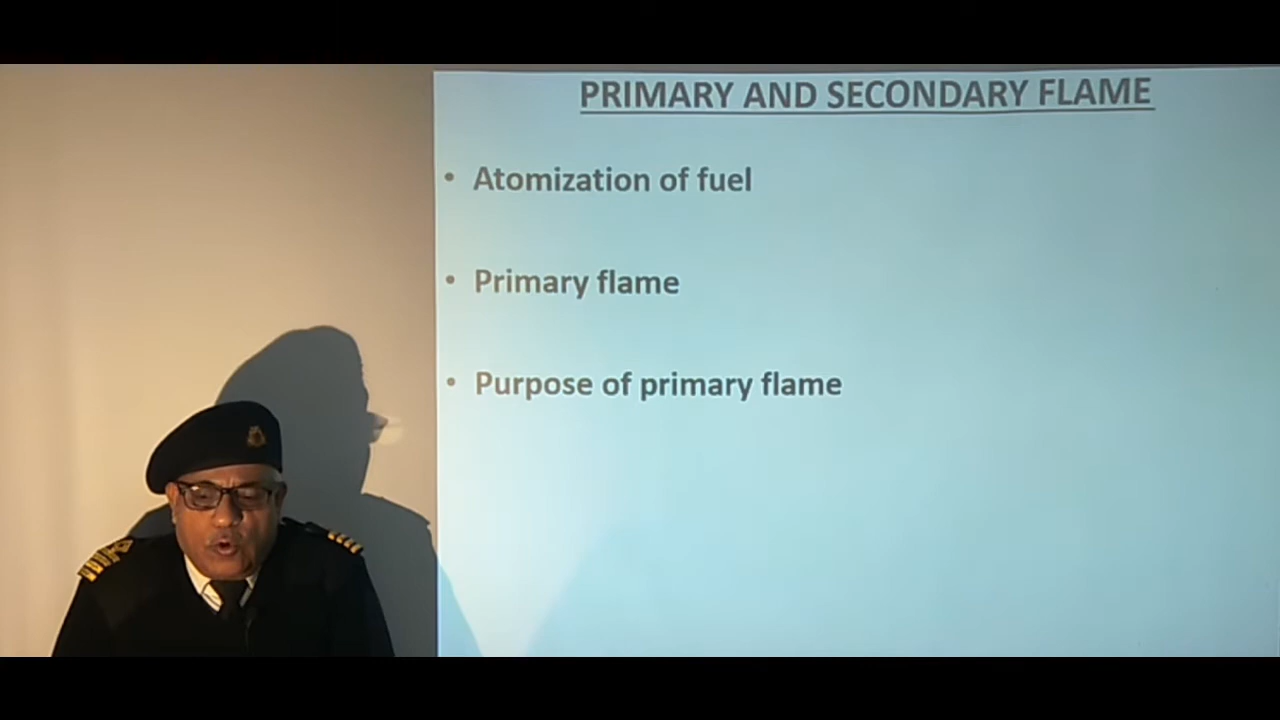 PRIMARY AND SECONDARY FLAME
• Atomization of fuel
• Primary flame
• Purpose of primary flame